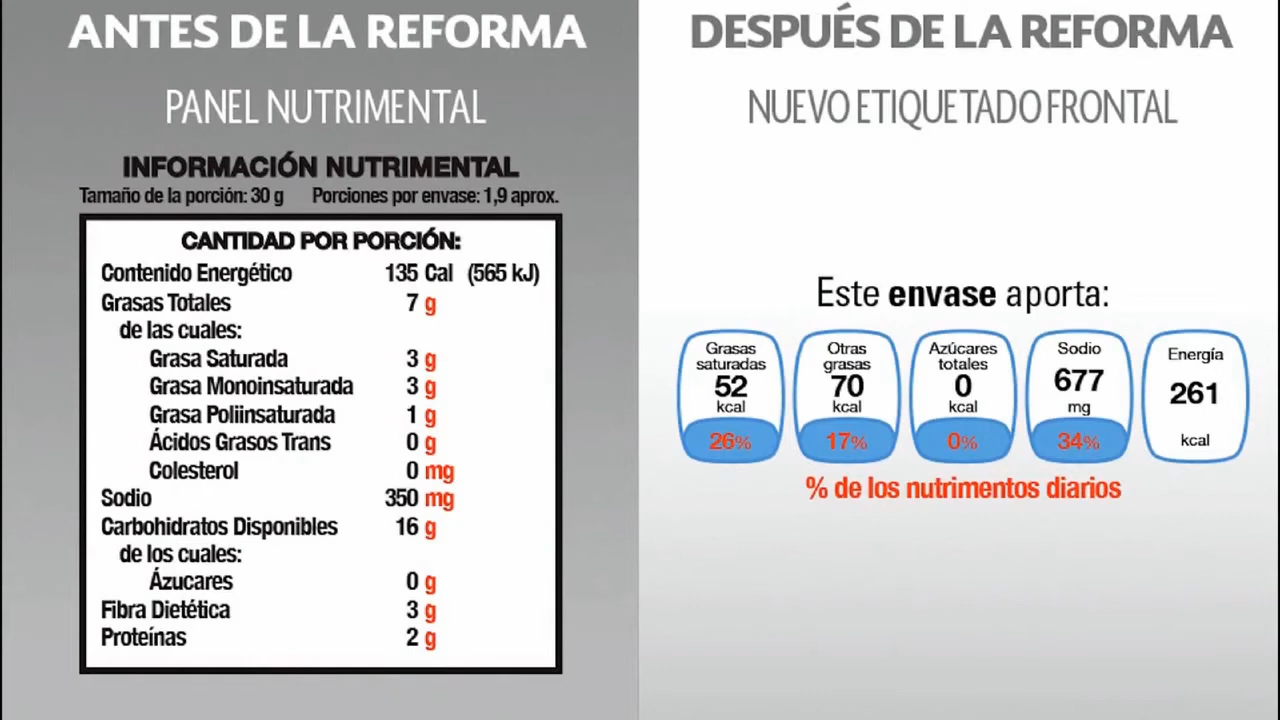 ANTES DE LA REFORMA
PANEL NUTRIMENTAL
INFORMACIÓN NUTRIMENTAL
Tamaño de la porción: 30 g Porciones por envase: 1,9 aprox.
CANTIDAD POR PORCIÓN:
Contenido Energético 135 Cal (565 kJ)
Grasas Totales 7 g
de las cuales:
Grasa Saturada 3 g
Grasa Monoinsaturada 3 g
Grasa Poliinsaturada 1 g
Ácidos Grasos Trans 0 g
Colesterol 0 mg
Sodio 350 mg
Carbohidratos Disponibles 16 g
de los cuales:
Ázucares 0 g
Fibra Dietética 3 g
Proteínas 2 g
DESPUÉS DE LA REFORMA
NUEVO ETIQUETADO FRONTAL
Este envase aporta:
Grasas
saturadas
52
kcal
26%
Otras
grasas
70
kcal
17%
Azúcares
totales
0
kcal
0%
Sodio
677
mg
34%
Energía
261
kcal
% de los nutrimentos diarios